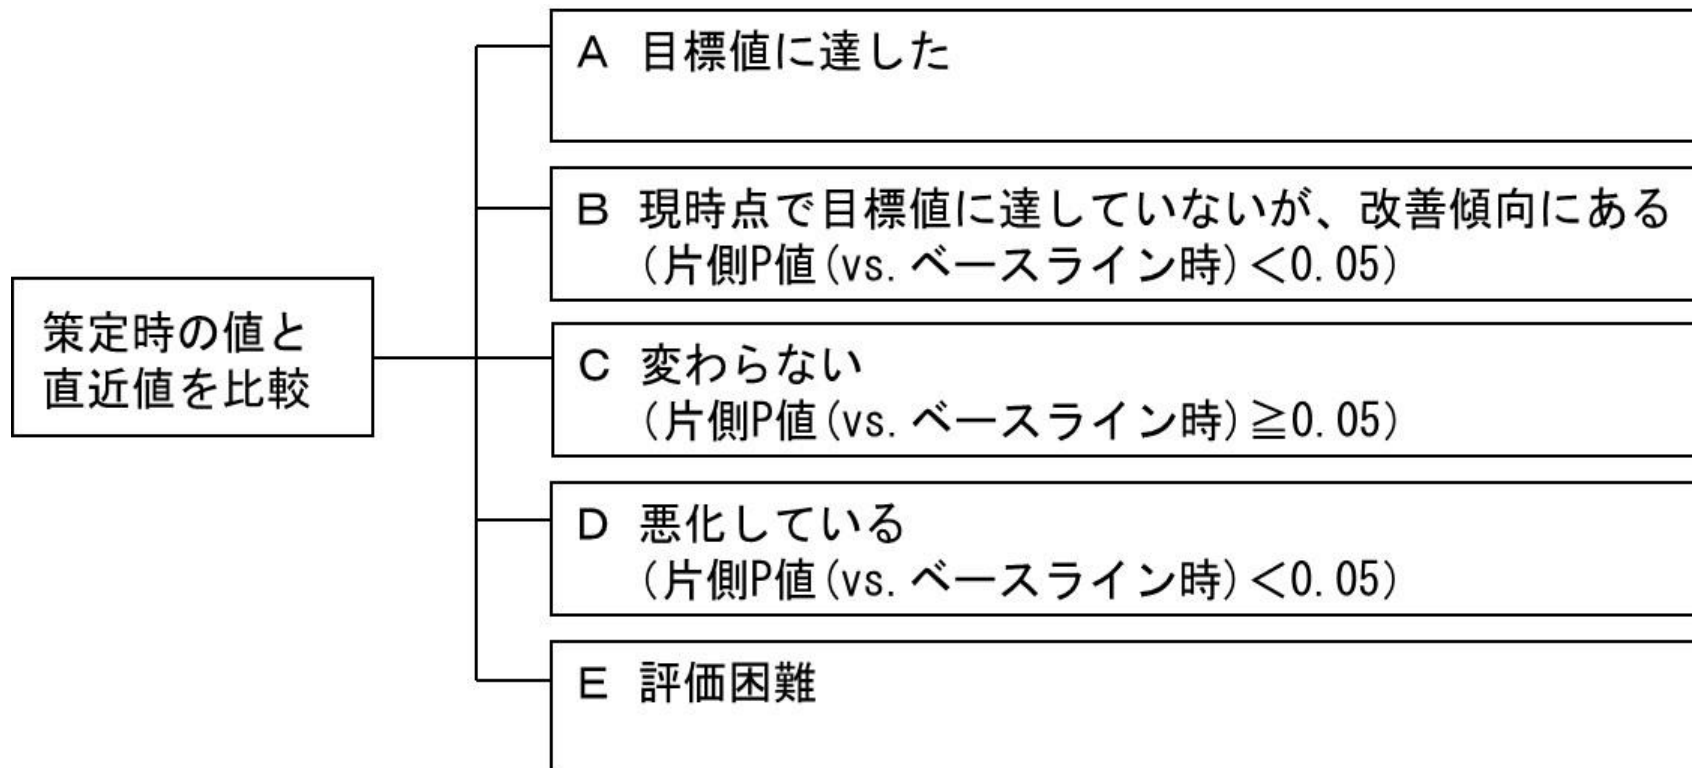 策定時の値と
直近値を比較
A 目標値に達した
B 現時点で目標値に達していないが、改善傾向にある
(片側P値(vs.ベースライン時)<0.05)
C 変わらない
(片側P値(vs.ベースライン時)≧0.05)
D 悪化している
(片側P値(vs.ベースライン時)<0.05)
E 評価困難